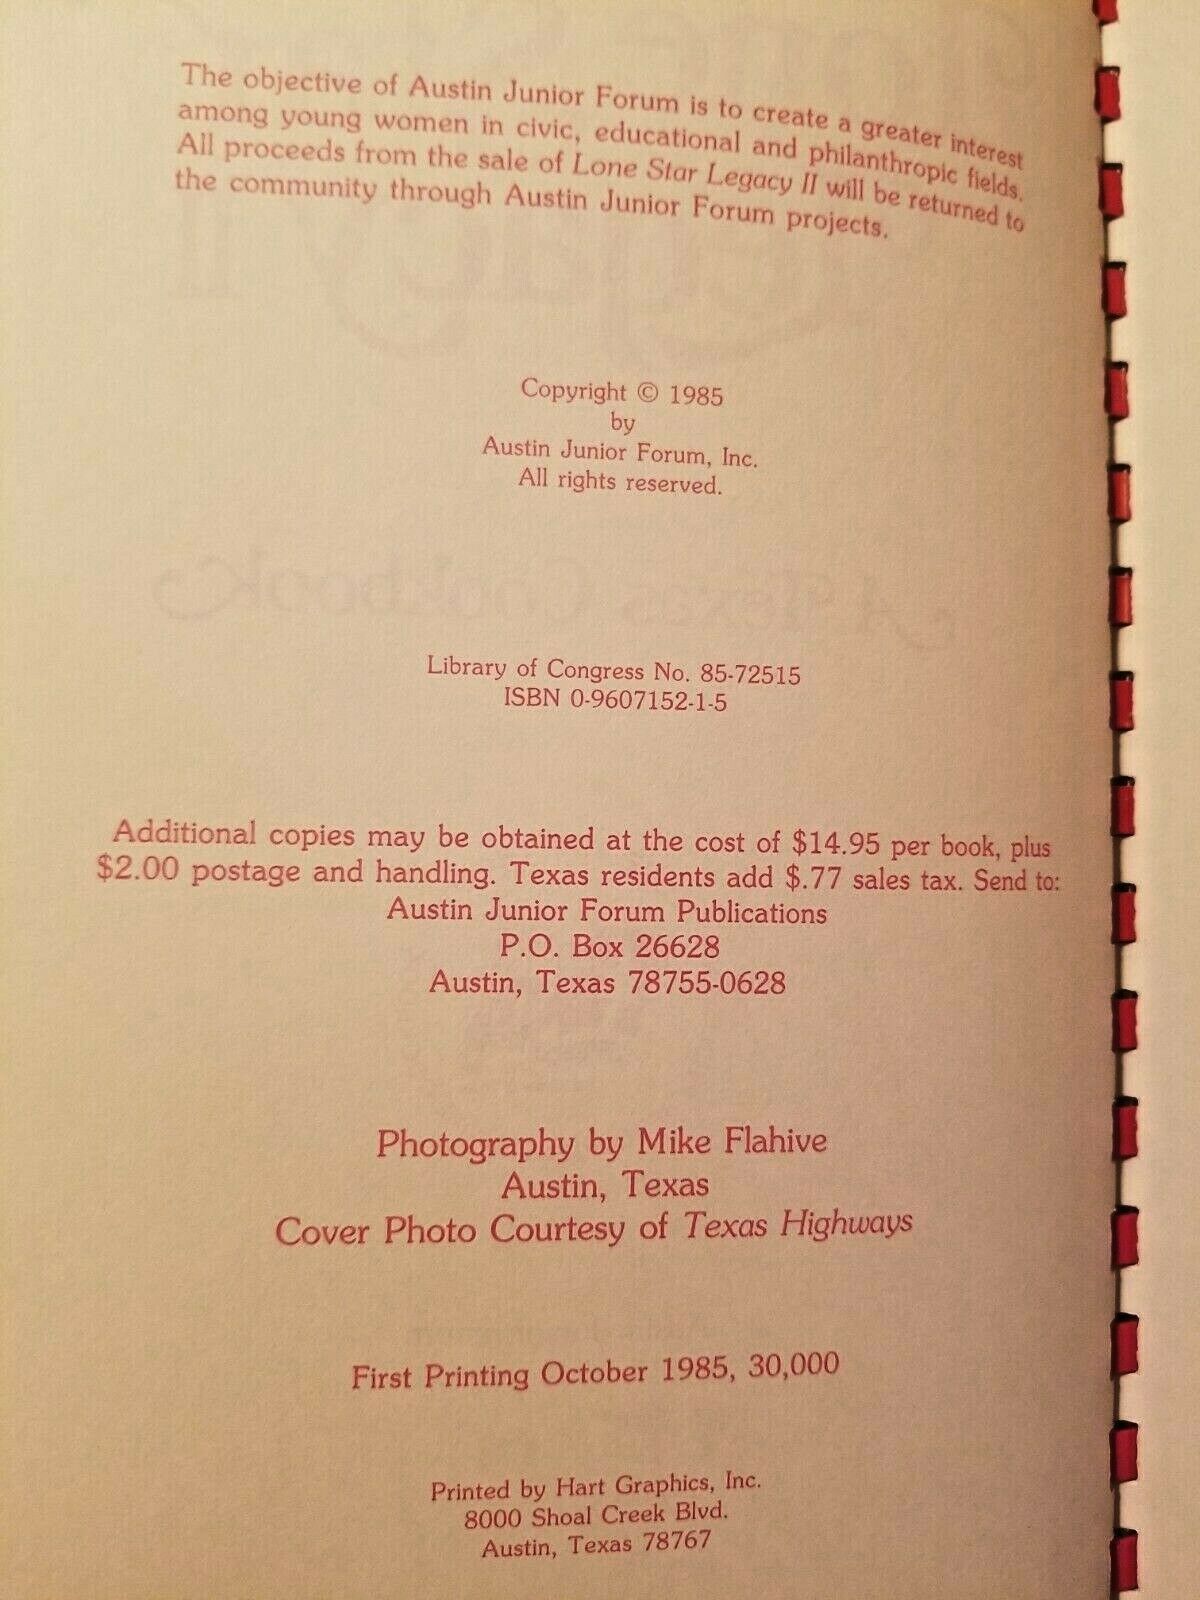 The objective of Austin Junior Forum is to create a greater interest
among young women in civic, educational and philanthropic fields.
All proceeds from the sale of Lone Star Legacy II will be returned to
the community through Austin Junior Forum projects.
Copyright © 1985
by
Austin Junior Forum, Inc.
All rights reserved.
Library of Congress No. 85-72515
ISBN 0-9607152-1-5
Additional copies may be obtained at the cost of $14.95 per book, plus
$2.00 postage and handling. Texas residents add $.77 sales tax. Send to:
Austin Junior Forum Publications
P.O. Box 26628
Austin, Texas 78755-0628
Photography by Mike Flahive
Austin, Texas
Cover Photo Courtesy of Texas Highways
First Printing October 1985, 30,000
Printed by Hart Graphics, Inc.
8000 Shoal Creek Blvd.
Austin, Texas 78767